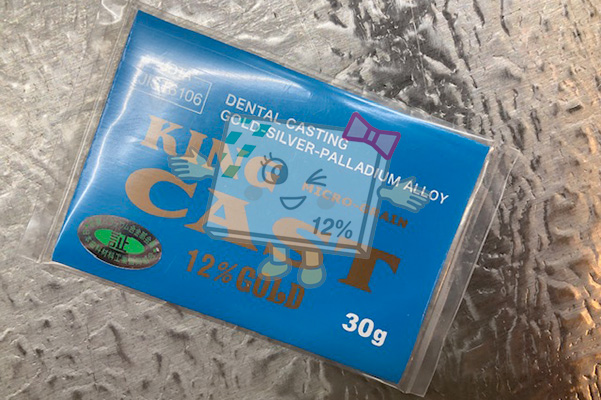 DENTAL CASTING
GOLD-SILVER-PALLADIUM ALLOY
KING
MICRO-GRAIN
CAST
12%
12% GOLD
30g